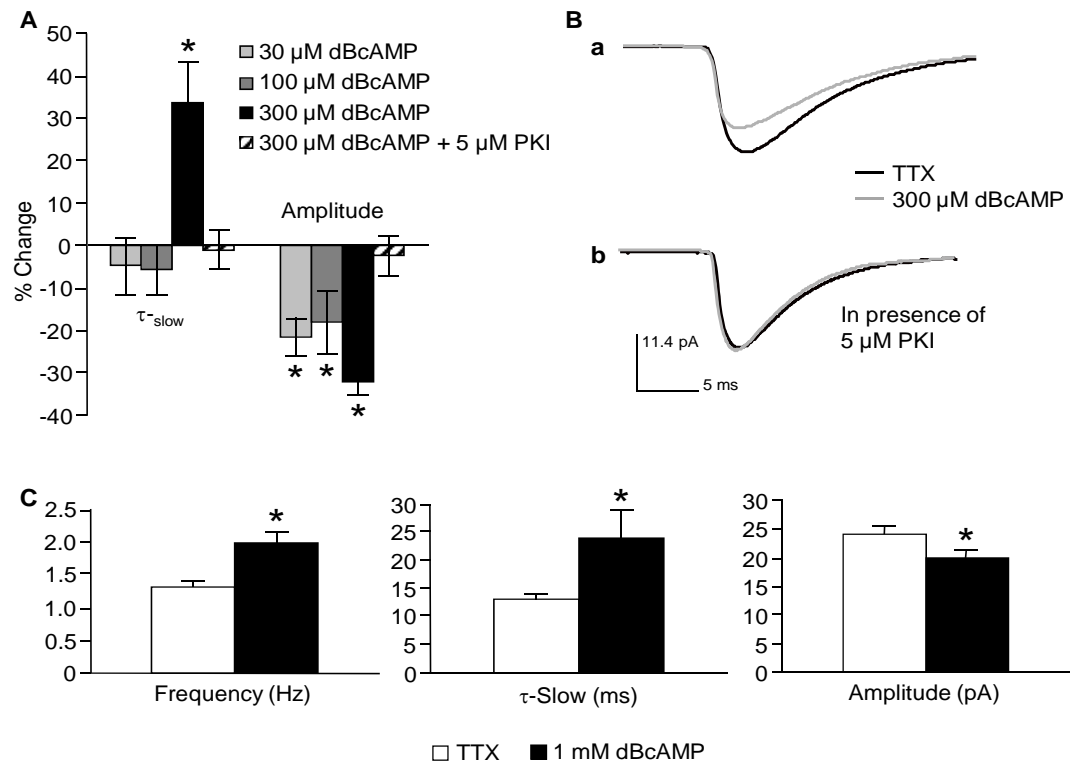 A
50
40
30
20
10
0
-10
-20
-30
-40
% Change
*
30 µM dBcAMP
100 µM dBcAMP
300 µM dBcAMP
300 µM dBcAMP + 5 µM PKI
Amplitude
τ-slow
* *
*
B
a
TTX
300 µM dBcAMP
b
In presence of
5 µM PKI
11.4 pA
5 ms
C
2.5
2.0
1.5
1.0
0.5
0
*
Frequency (Hz)
30
25
20
15
10
5
0
*
τ-Slow (ms)
30
25
20
15
10
5
0
*
Amplitude (pA)
TTX 1 mM dBcAMP